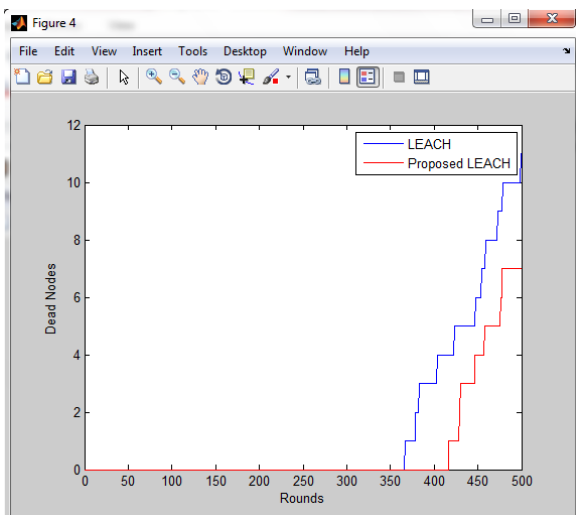 Figure 4
File Edit View Insert Tools Desktop Window Help
12
10
8
6
4
2
0
Dead Nodes
LEACH
Proposed LEACH
0 50 100 150 200 250 300 350 400 450 500
Rounds